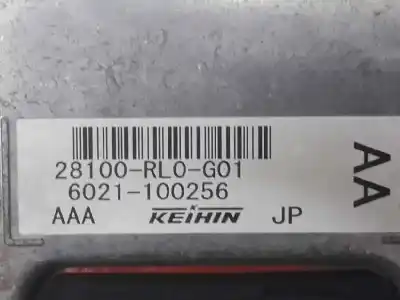 28100-RL0-G01
6021-100256
AAA KEIHIN JP
AA